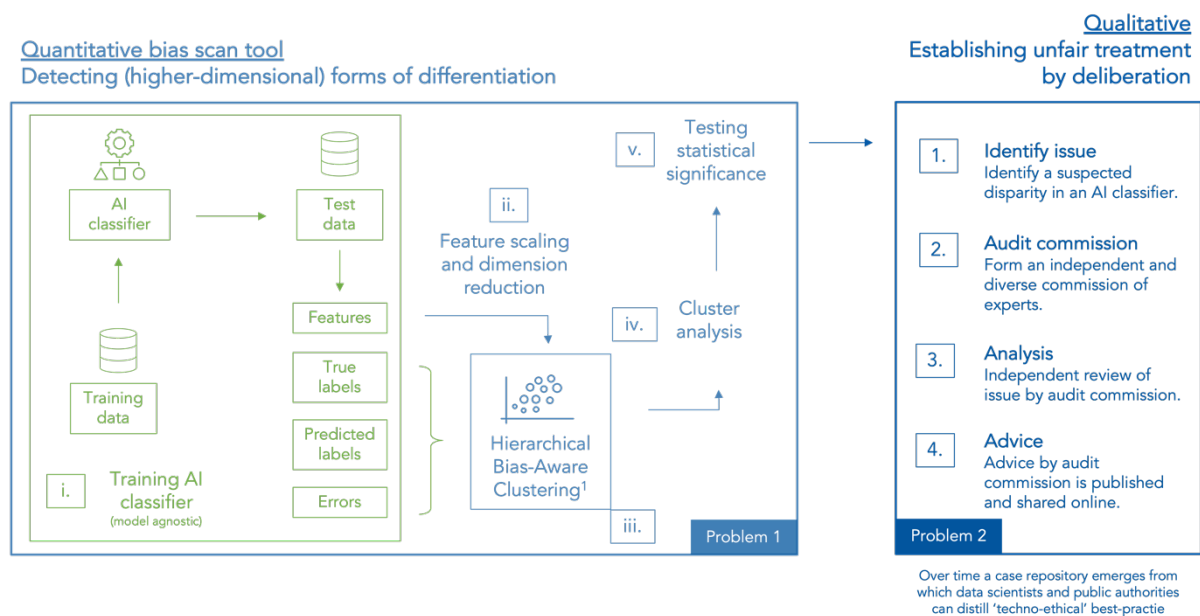 Quantitative bias scan tool
Detecting (higher-dimensional) forms of differentiation
Qualitative
Establishing unfair treatment
by deliberation
AI
classifier
Test
data
Features
True
labels
Predicted
labels
Errors
Training
data
i.
Training AI
classifier
(model agnostic)
ii.
Feature scaling
and dimension
reduction
Hierarchical
Bias-Aware
Clustering¹
iii.
iv.
Cluster
analysis
v.
Testing
statistical
significance
Problem 1
1.
Identify issue
Identify a suspected
disparity in an AI classifier.
2.
Audit commission
Form an independent and
diverse commission of
experts.
3.
Analysis
Independent review of
issue by audit commission.
4.
Advice
Advice by audit
commission is published
and shared online.
Problem 2
Over time a case repository emerges from
which data scientists and public authorities
can distill ‘techno-ethical’ best-practie